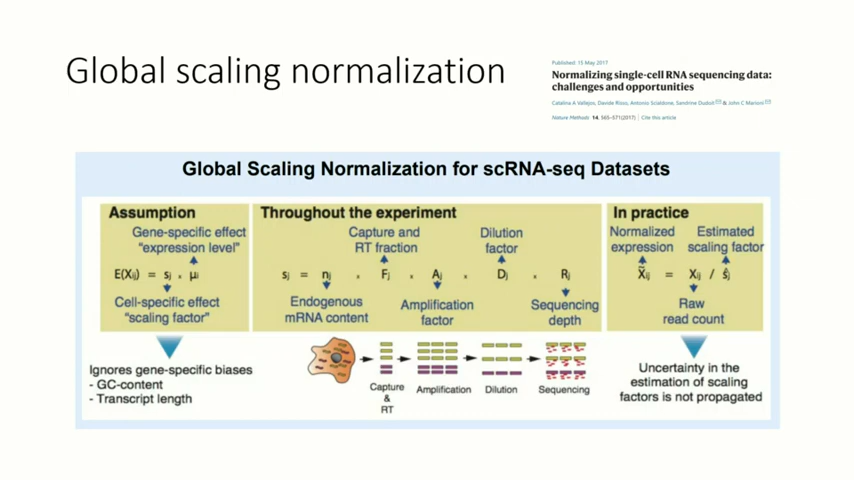 Global scaling normalization
Published: 15 May 2017
Normalizing single-cell RNA sequencing data:
challenges and opportunities
Catalina A Vallejos, Davide Risso, Antonio Scialdone, Sandrine Dudoit & John C Marioni
Nature Methods 14, 565–571(2017) | Cite this article
Global Scaling Normalization for scRNA-seq Datasets
Assumption
Gene-specific effect
"expression level"
E(Xij) = sj . μi
Cell-specific effect
"scaling factor"
Ignores gene-specific biases
- GC-content
- Transcript length
Throughout the experiment
Capture and
RT fraction
Dilution
factor
sj = nj . Fj . Aj . Dj . Rj
Endogenous
mRNA content
Amplification
factor
Sequencing
depth
Capture
&
RT
Amplification
Dilution
Sequencing
In practice
Normalized
expression
Estimated
scaling factor
X̃ij = Xij / ŝj
Raw
read count
Uncertainty in the
estimation of scaling
factors is not propagated